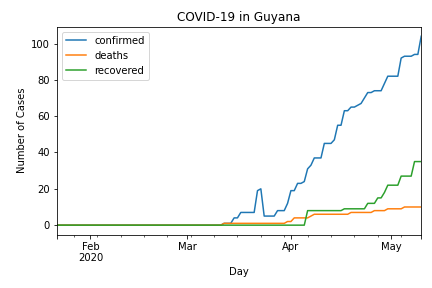 COVID-19 in Guyana
confirmed
deaths
recovered
Number of Cases
100
80
60
40
20
0
Feb
2020
Mar
Apr
May
Day